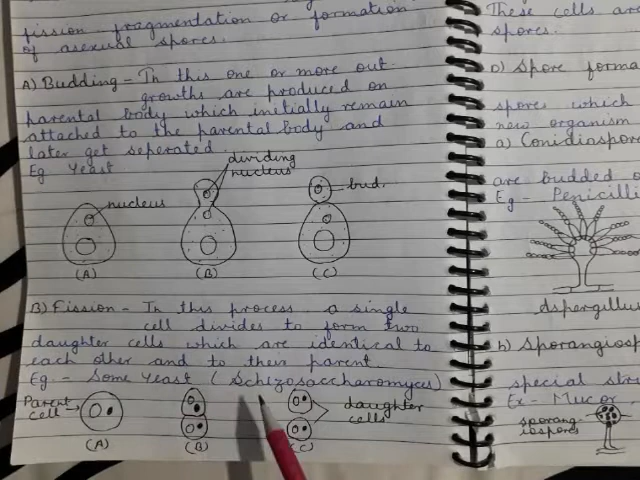 fission fragmentation or formation
of asexual spores.
A) Budding - In this one or more out
growths are produced on
parental body which initially remain
attached to the parental body and
later get seperated.
Eg Yeast
dividing
nucleus
nucleus
bud.
(A)
(B)
(C)
B) Fission - In this process a single
cell divides to form two
daughter cells which are identical to
each other and to their parent.
Eg - Some Yeast (Schizosaccharomyces)
Parent
cell
daughter
cells
(A)
(B)
(C)
These cells are
spores.
D) Spore forma
spores which
new organism
a) Conidiospor
are budded o
Eg - Penicilli
Aspergillu
b) Sporangiosp
special str
Ex - Mucor,
sporang-
iospores